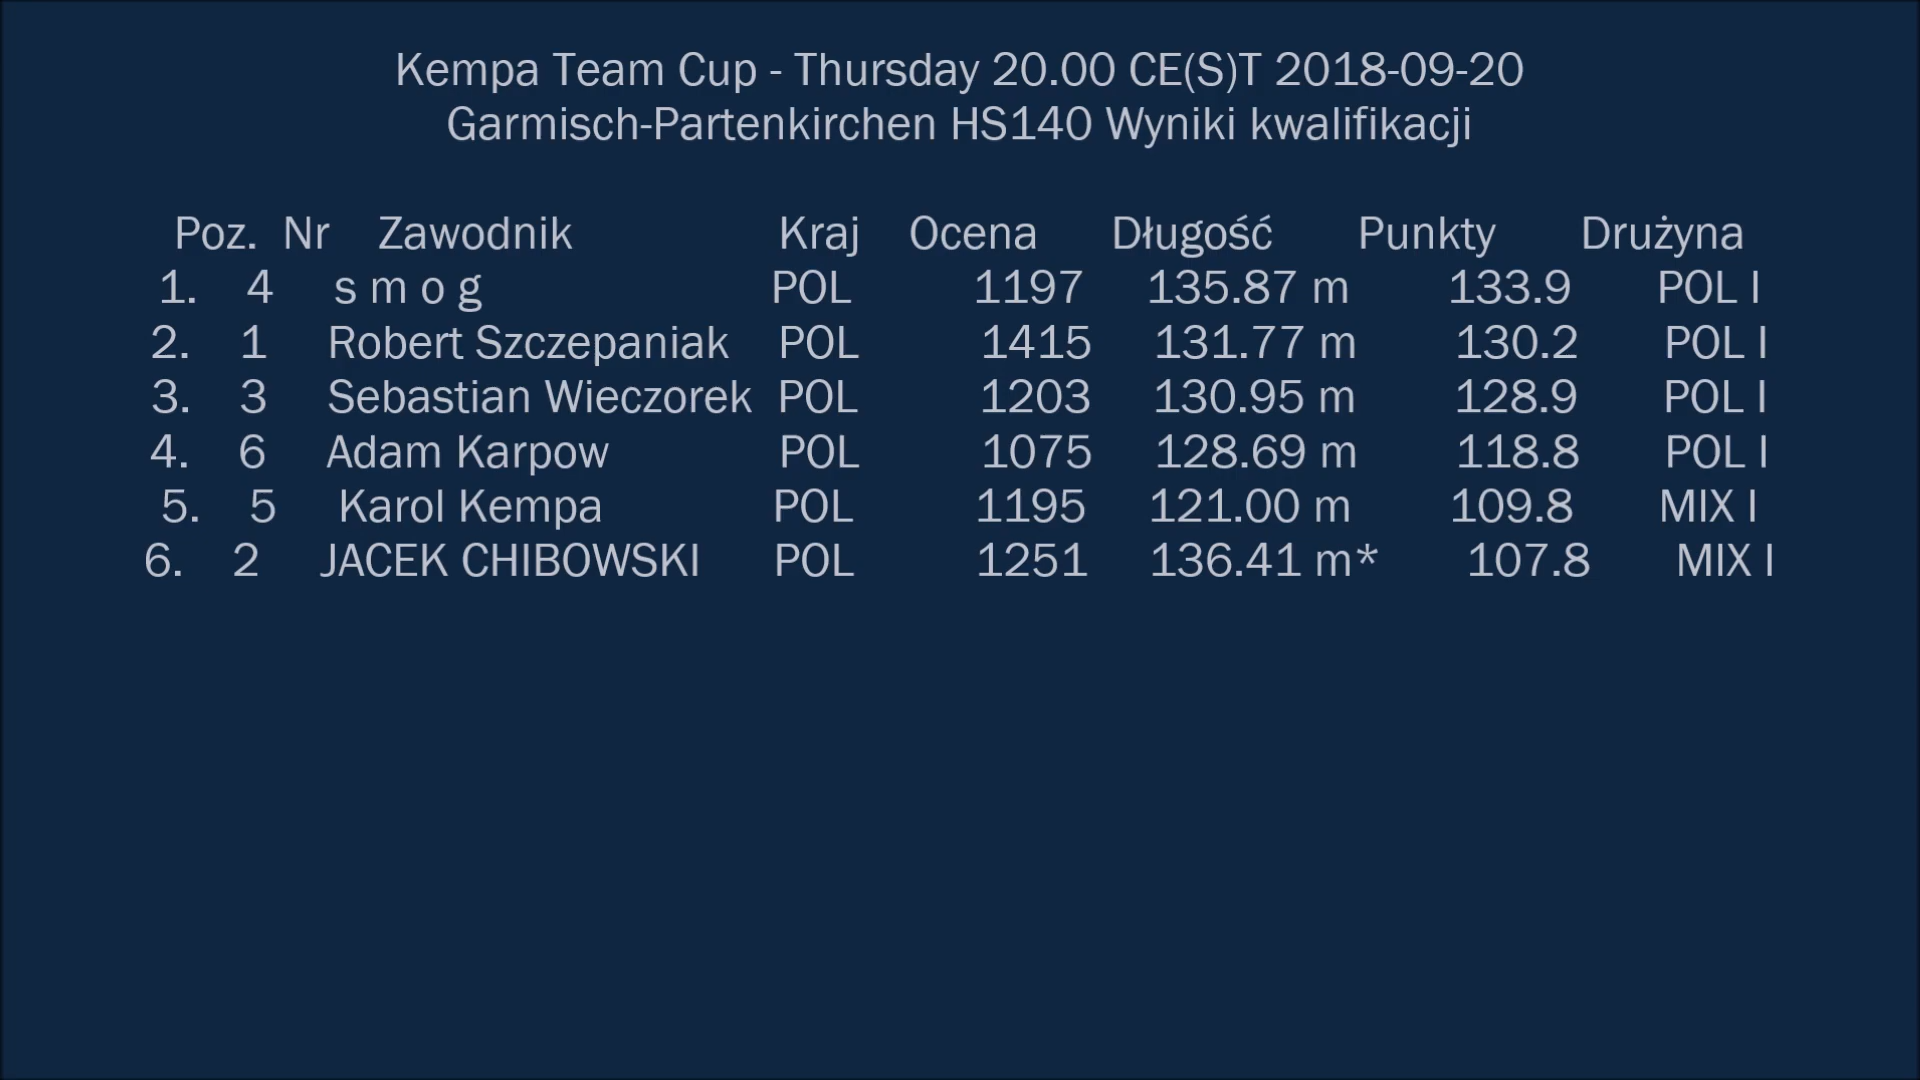 Kempa Team Cup - Thursday 20.00 CE(S)T 2018-09-20
Garmisch-Partenkirchen HS140 Wyniki kwalifikacji
Poz. Nr Zawodnik Kraj Ocena Długość Punkty Drużyna
1. 4 s m o g POL 1197 135.87 m 133.9 POL I
2. 1 Robert Szczepaniak POL 1415 131.77 m 130.2 POL I
3. 3 Sebastian Wieczorek POL 1203 130.95 m 128.9 POL I
4. 6 Adam Karpow POL 1075 128.69 m 118.8 POL I
5. 5 Karol Kempa POL 1195 121.00 m 109.8 MIX I
6. 2 JACEK CHIBOWSKI POL 1251 136.41 m* 107.8 MIX I